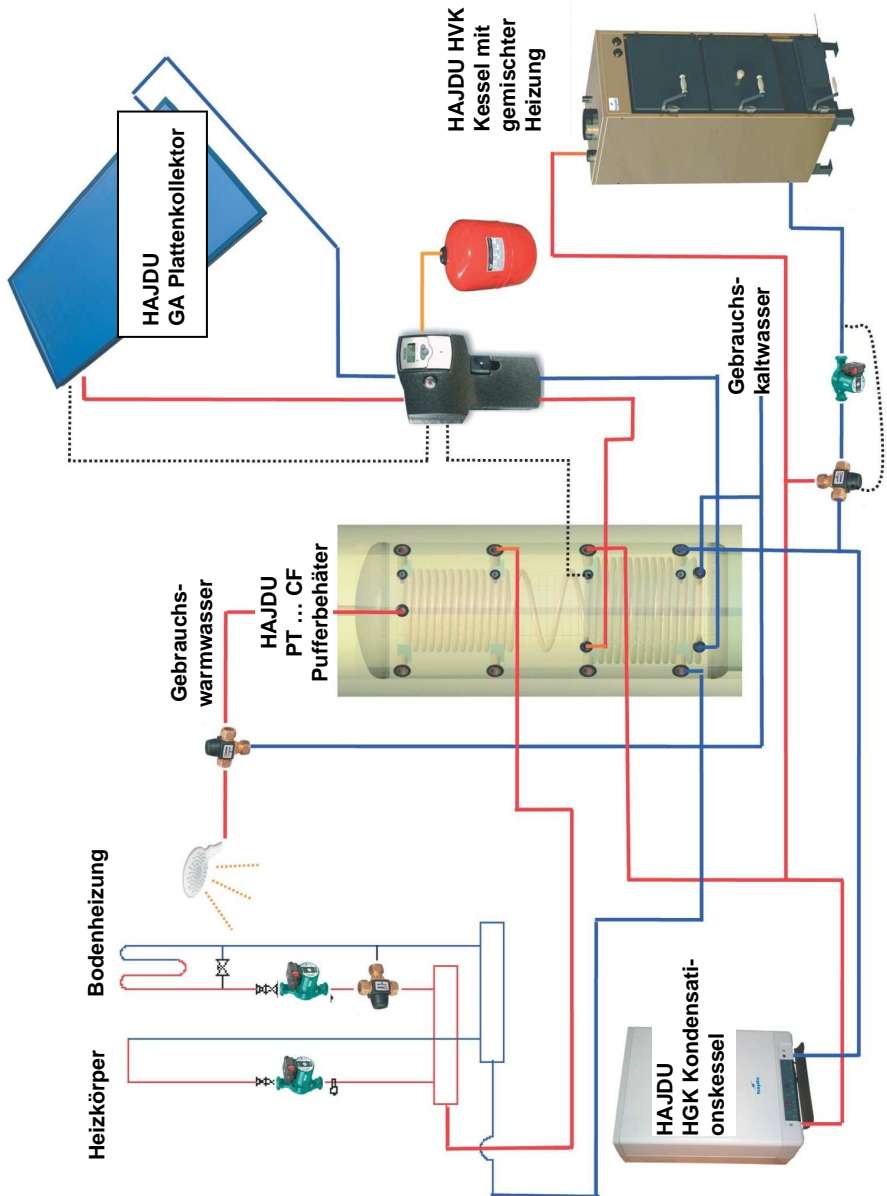 HAJDU HVK
Kessel mit
gemischter
Heizung
HAJDU
GA Plattenkollektor
Gebrauchs-
kaltwasser
HAJDU
PT ... CF
Pufferbehäter
Gebrauchs-
warmwasser
Bodenheizung
Heizkörper
HAJDU
HGK Kondensati-
onskessel
hajdu